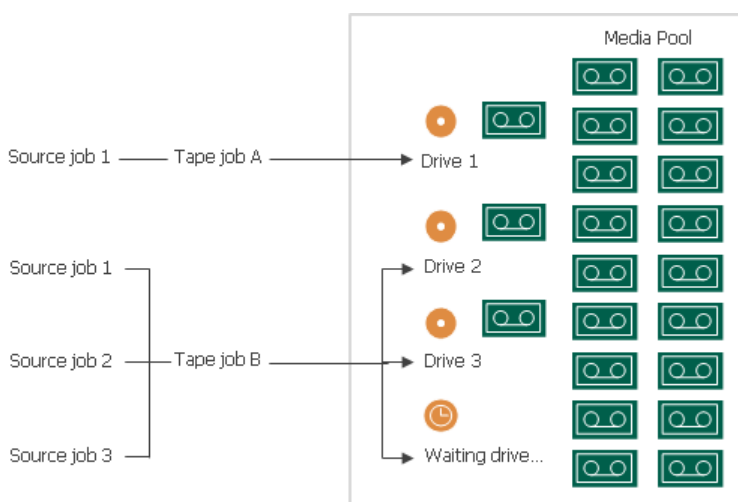 Media Pool
Source job 1
Tape job A
Drive 1
Source job 1
Drive 2
Source job 2
Tape job B
Drive 3
Source job 3
Waiting drive...